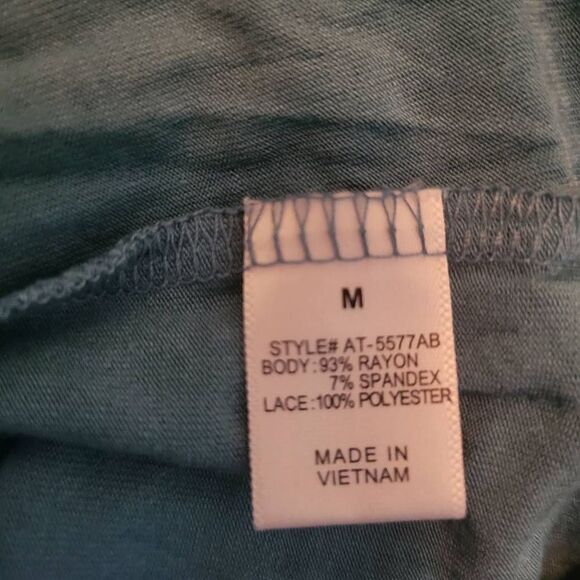 M
STYLE# AT-5577AB
BODY:93% RAYON
7% SPANDEX
LACE:100% POLYESTER
MADE IN
VIETNAM